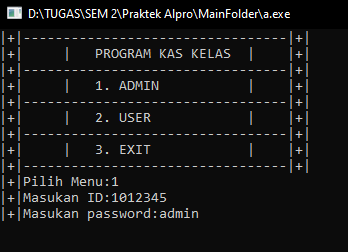 D:\TUGAS\SEM 2\Praktek Alpro\MainFolder\a.exe
|+|--------------------------------|+|
|+|     |   PROGRAM KAS KELAS  |   |+|
|+|--------------------------------|+|
|+|     |   1. ADMIN           |   |+|
|+|--------------------------------|+|
|+|     |   2. USER            |   |+|
|+|--------------------------------|+|
|+|     |   3. EXIT            |   |+|
|+|--------------------------------|+|
|+|Pilih Menu:1
|+|Masukan ID:1012345
|+|Masukan password:admin